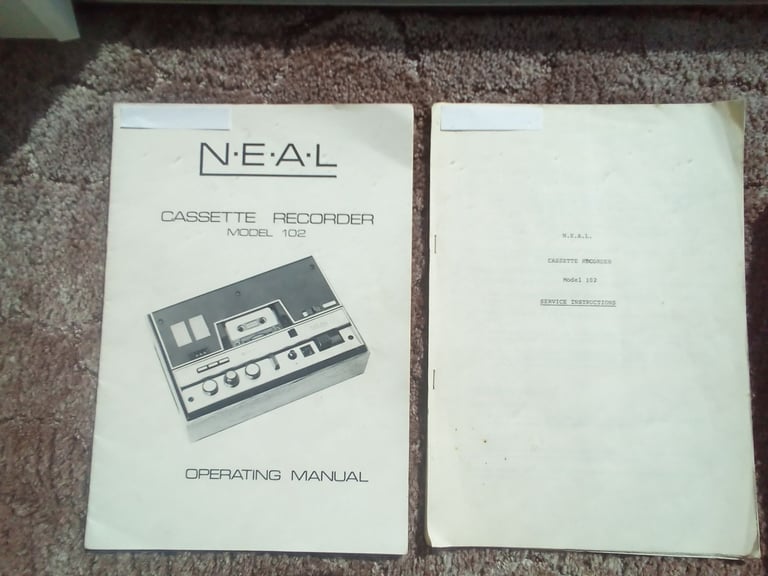 N·E·A·L
CASSETTE RECORDER
MODEL 102
OPERATING MANUAL
N.E.A.L.
CASSETTE RECORDER
Model 102
SERVICE INSTRUCTIONS